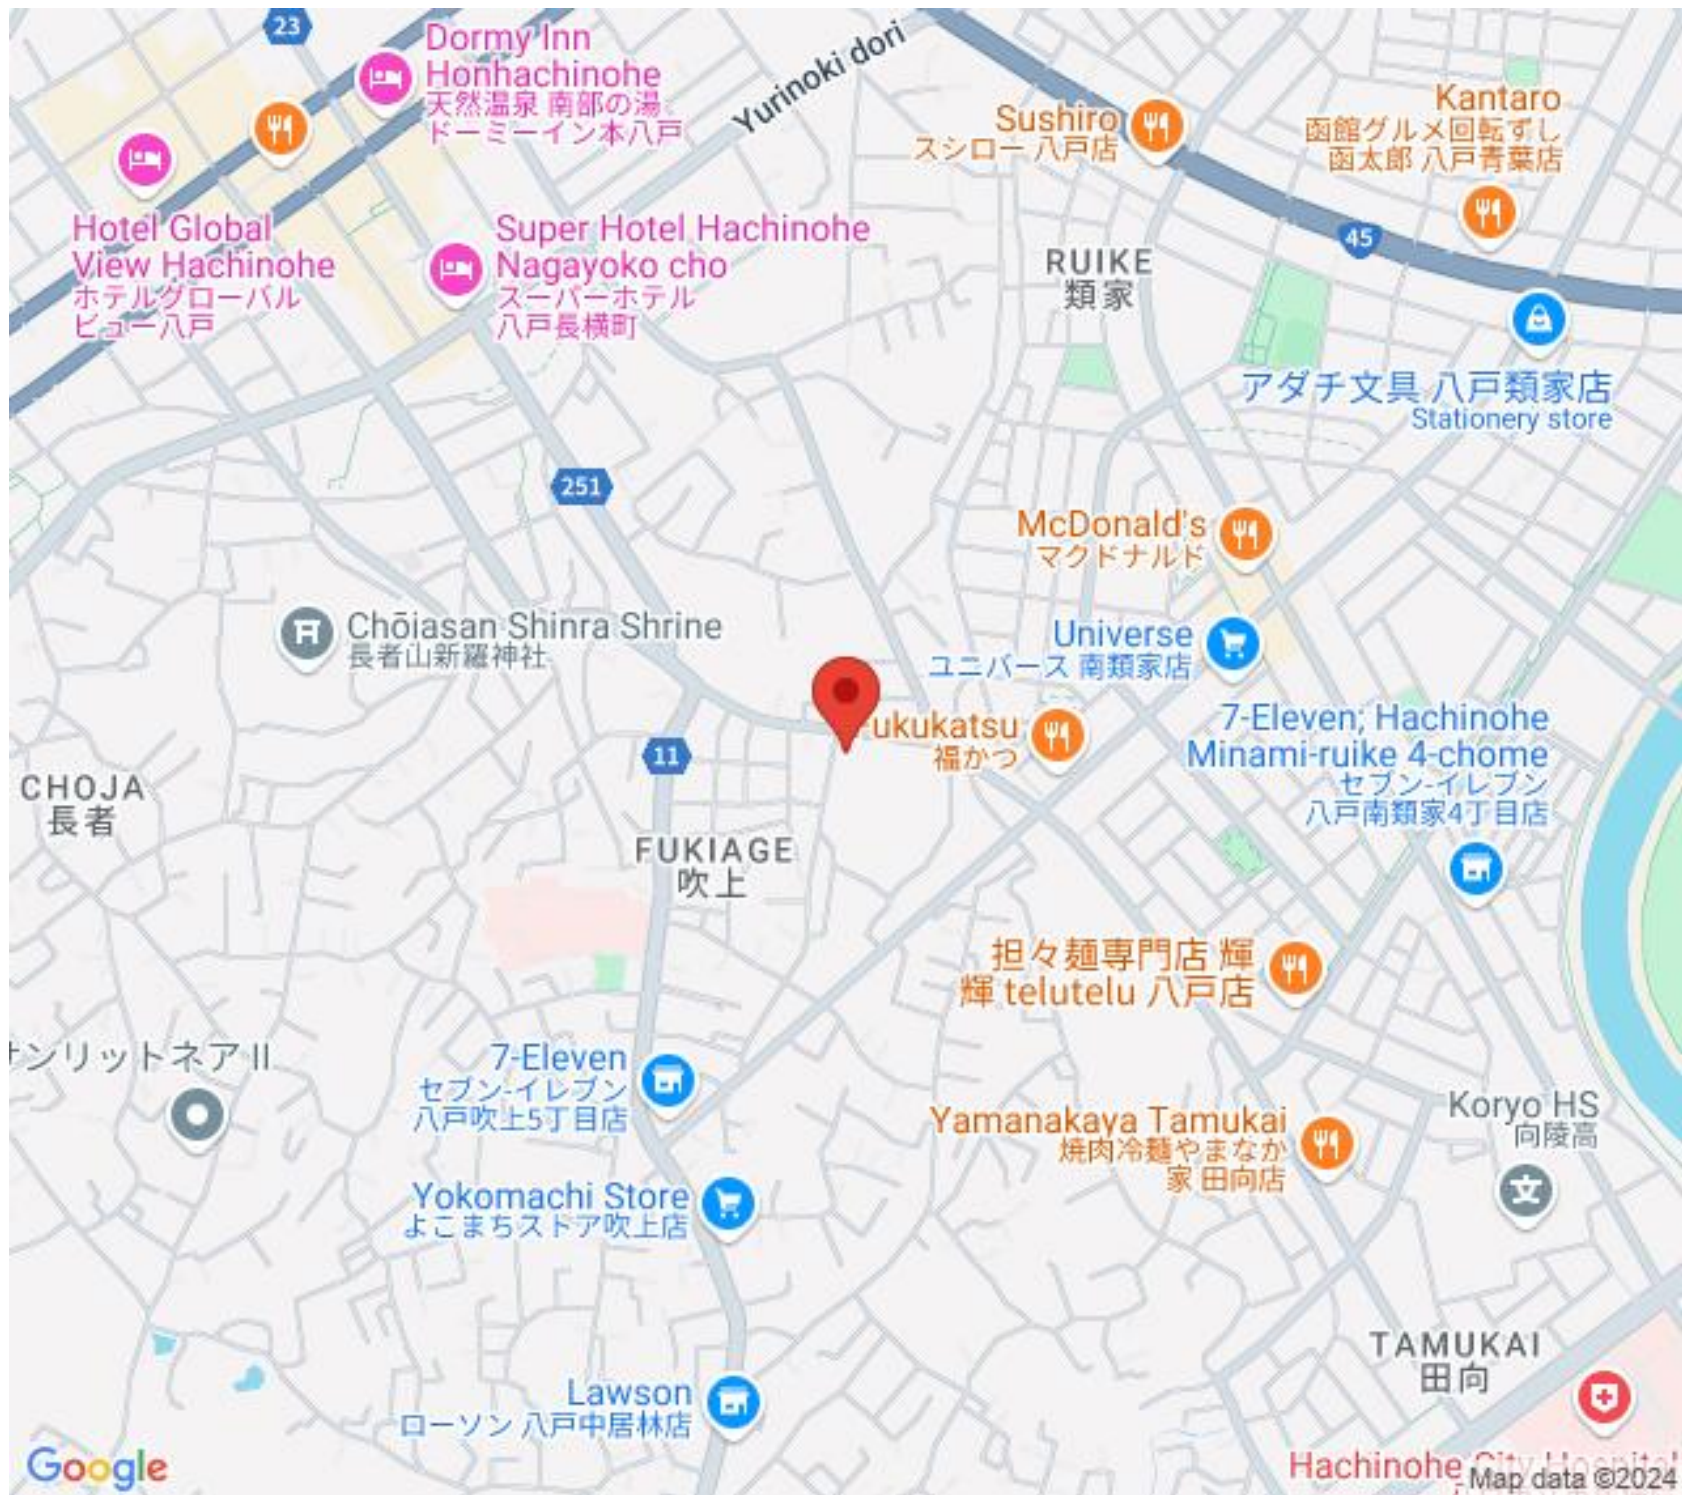 23
Dormy Inn
Honhachinohe
天然温泉 南部の湯
ドーミーイン本八戸
Yurinoki dori
Sushiro
スシロー 八戸店
Kantaro
函館グルメ回転ずし
函太郎 八戸青葉店
Hotel Global
View Hachinohe
ホテルグローバル
ビュー八戸
Super Hotel Hachinohe
Nagayoko cho
スーパーホテル
八戸長横町
45
RUIKE
類家
アダチ文具 八戸類家店
Stationery store
251
McDonald's
マクドナルド
Chōjasan Shinra Shrine
長者山新羅神社
Universe
ユニバース 南類家店
ukukatsu
福かつ
11
7-Eleven; Hachinohe
Minami-ruike 4-chome
セブン-イレブン
八戸南類家4丁目店
CHOJA
長者
FUKIAGE
吹上
担々麺専門店 輝
輝 telutelu 八戸店
ンリットネア II
7-Eleven
セブン-イレブン
八戸吹上5丁目店
Koryo HS
向陵高
Yamanakaya Tamukai
焼肉冷麺やまなか
家 田向店
Yokomachi Store
よこまちストア吹上店
TAMUKAI
田向
Lawson
ローソン 八戸中居林店
Hachinohe City Hospital
Google
Map data ©2024